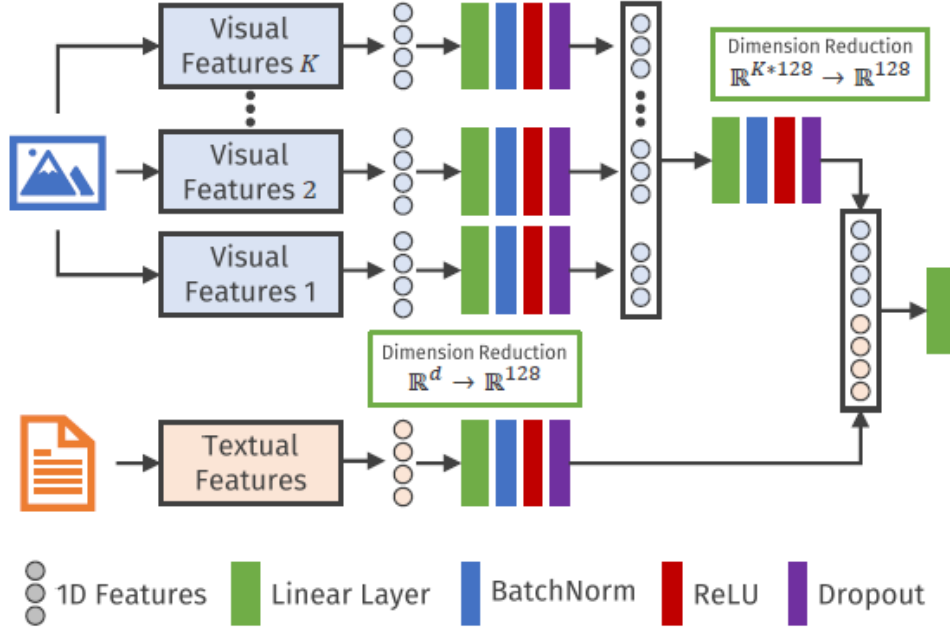 Visual
Features K
Dimension Reduction
ℝ^{K*128} → ℝ^{128}
Visual
Features 2
Visual
Features 1
Dimension Reduction
ℝ^d → ℝ^{128}
Textual
Features
1D Features
Linear Layer
BatchNorm
ReLU
Dropout